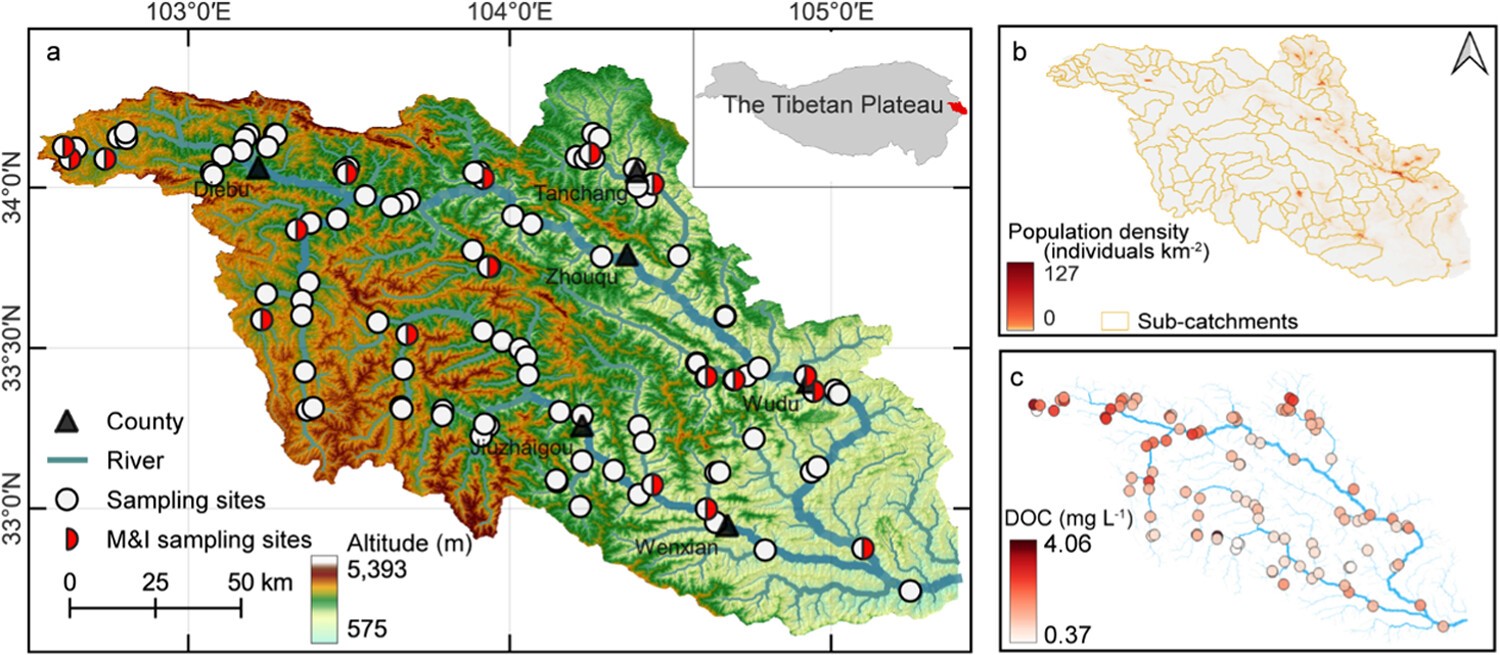 103°0′E
104°0′E
105°0′E
a
The Tibetan Plateau
34°0′N
33°30′N
33°0′N
Diebu
Tanchang
Zhouqu
Wudu
Jiuzhaigou
Wenxian
County
River
Sampling sites
M&I sampling sites
0 25 50 km
Altitude (m)
5,393
575
b
Population density
(individuals km-2)
127
0
Sub-catchments
c
DOC (mg L-1)
4.06
0.37